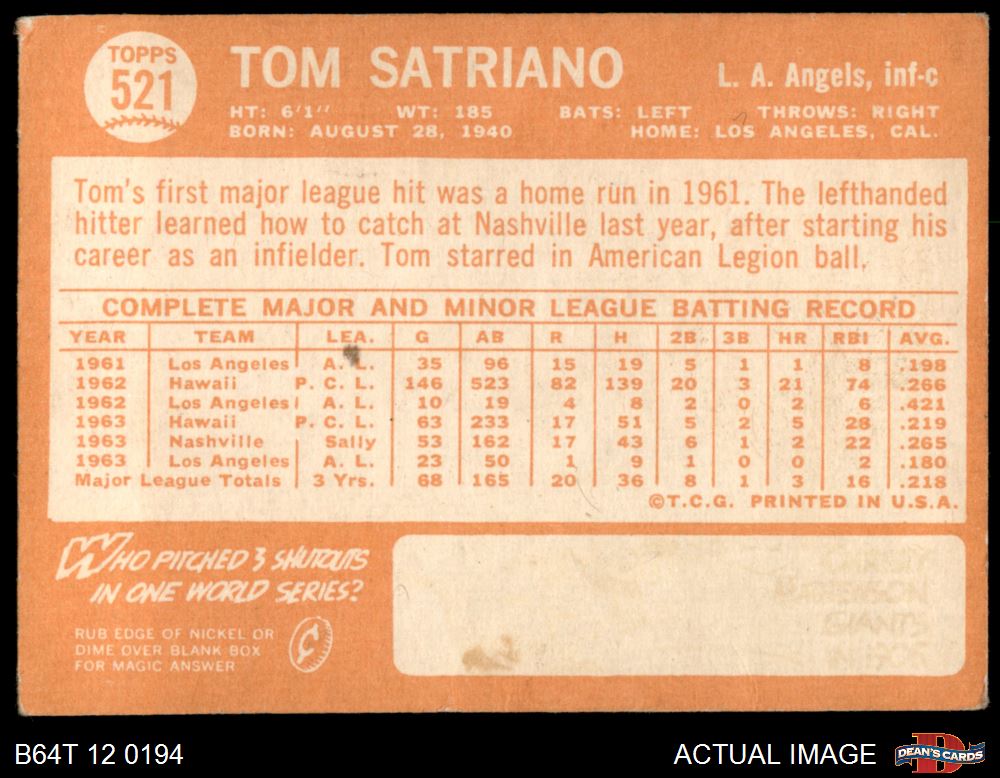 TOPPS
521
TOM SATRIANO
L. A. Angels, inf-c
HT: 6'1" WT: 185 BATS: LEFT THROWS: RIGHT
BORN: AUGUST 28, 1940 HOME: LOS ANGELES, CAL.
Tom's first major league hit was a home run in 1961. The lefthanded
hitter learned how to catch at Nashville last year, after starting his
career as an infielder. Tom starred in American Legion ball.
COMPLETE MAJOR AND MINOR LEAGUE BATTING RECORD
YEAR TEAM LEA. G AB R H 2B 3B HR RBI AVG.
1961 Los Angeles A. L. 35 96 15 19 5 1 1 8 .198
1962 Hawaii P. C. L. 146 523 82 139 20 3 21 74 .266
1962 Los Angeles A. L. 10 19 4 8 2 0 2 6 .421
1963 Hawaii P. C. L. 63 233 17 51 5 2 5 28 .219
1963 Nashville Sally 53 162 17 43 6 1 2 22 .265
1963 Los Angeles A. L. 23 50 1 9 1 0 0 2 .180
Major League Totals 3 Yrs. 68 165 20 36 8 1 3 16 .218
©T.C.G. PRINTED IN U.S.A.
WHO PITCHED 3 SHUTOUTS
IN ONE WORLD SERIES?
RUB EDGE OF NICKEL OR
DIME OVER BLANK BOX
FOR MAGIC ANSWER
¢
CHRISTY
MATHEWSON
GIANTS
IN 1905
B64T 12 0194
ACTUAL IMAGE
DEAN'S CARDS